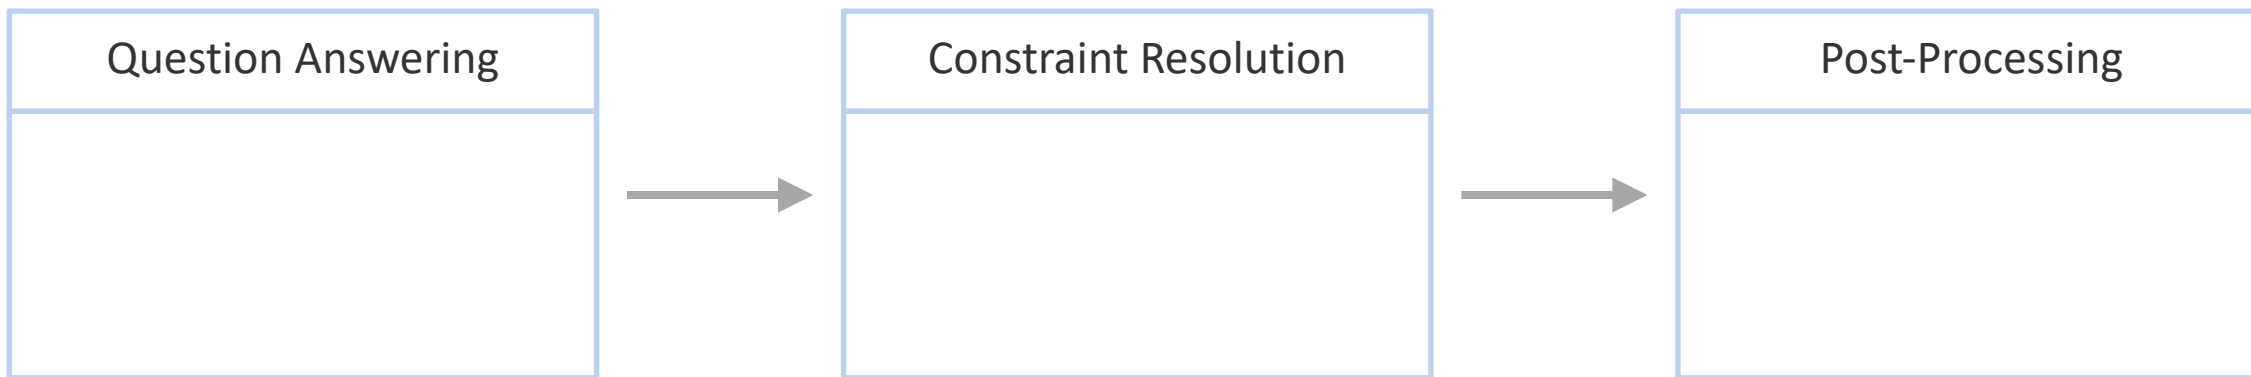 Question Answering
Constraint Resolution
Post-Processing